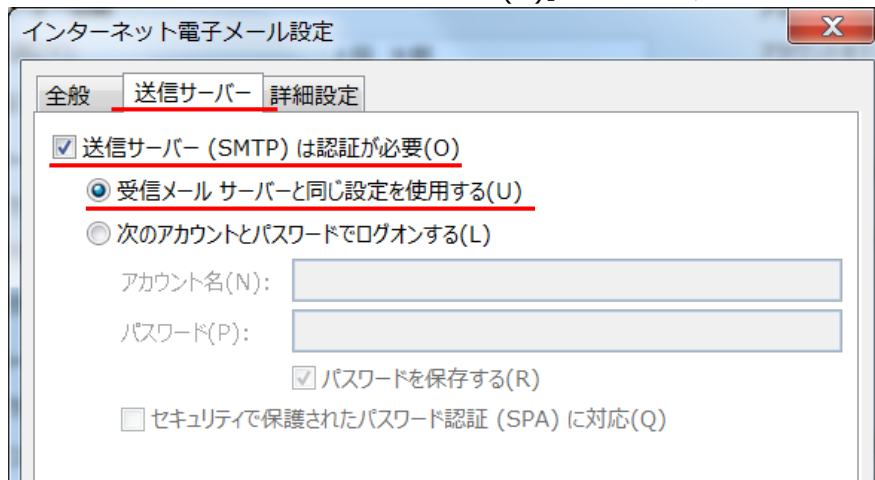 インターネット電子メール設定
全般 送信サーバー 詳細設定
送信サーバー (SMTP) は認証が必要(O)
受信メール サーバーと同じ設定を使用する(U)
次のアカウントとパスワードでログオンする(L)
アカウント名(N):
パスワード(P):
パスワードを保存する(R)
セキュリティで保護されたパスワード認証 (SPA) に対応(Q)